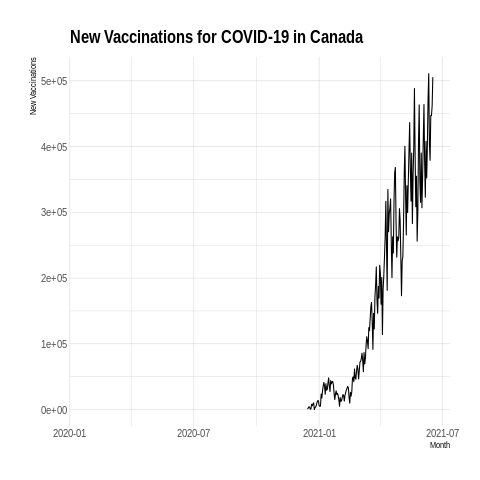 New Vaccinations for COVID-19 in Canada
New Vaccinations
5e+05
4e+05
3e+05
2e+05
1e+05
0e+00
2020-01
2020-07
2021-01
2021-07
Month